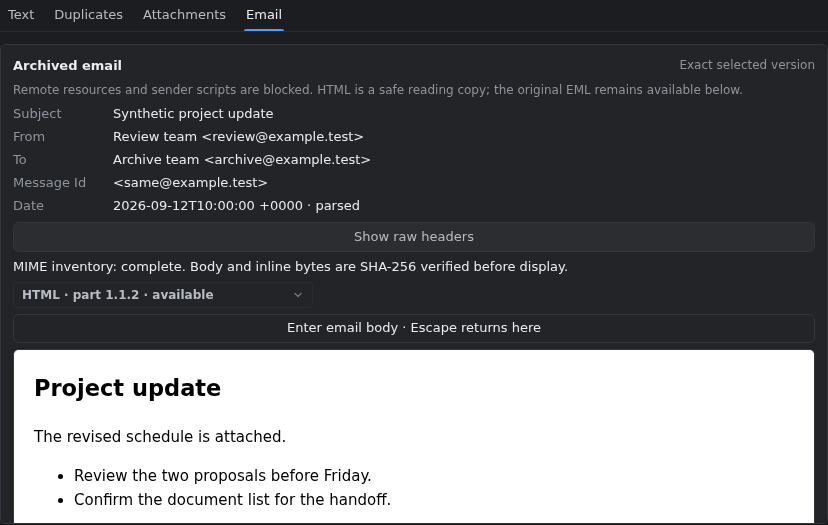 Text Duplicates Attachments Email
Archived email Exact selected version
Remote resources and sender scripts are blocked. HTML is a safe reading copy; the original EML remains available below.
Subject Synthetic project update
From Review team <review@example.test>
To Archive team <archive@example.test>
Message Id <same@example.test>
Date 2026-09-12T10:00:00 +0000 · parsed
Show raw headers
MIME inventory: complete. Body and inline bytes are SHA-256 verified before display.
HTML · part 1.1.2 · available
Enter email body · Escape returns here
Project update
The revised schedule is attached.
• Review the two proposals before Friday.
• Confirm the document list for the handoff.